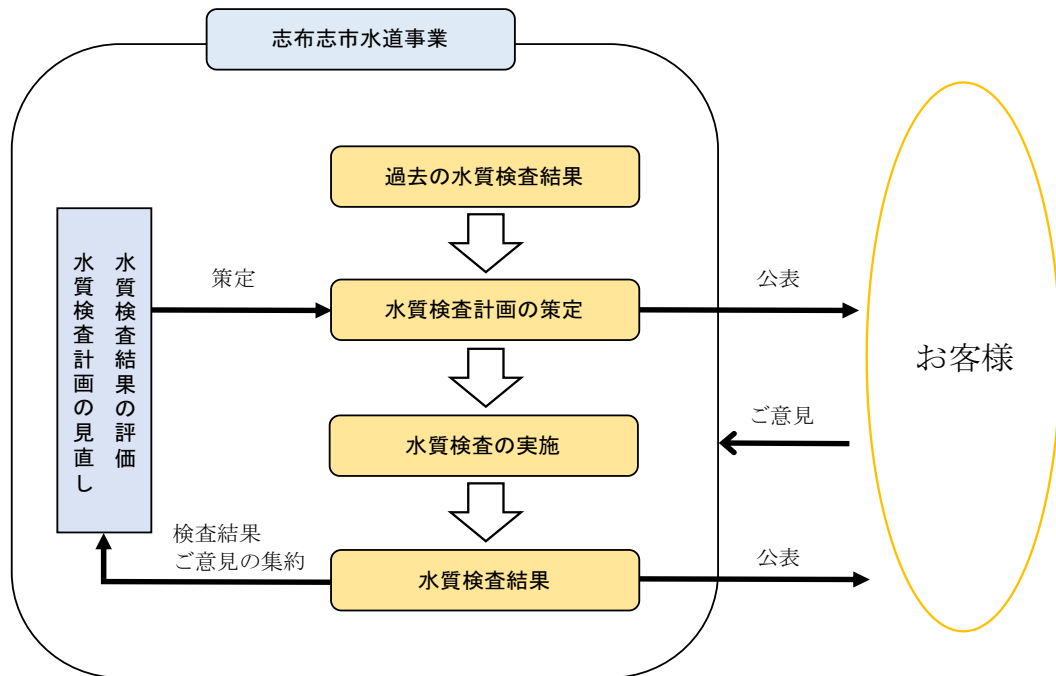 志布志市水道事業
過去の水質検査結果
策定
水質検査計画の策定
公表
水質検査結果の評価
水質検査計画の見直し
お客様
水質検査の実施
ご意見
検査結果
ご意見の集約
水質検査結果
公表